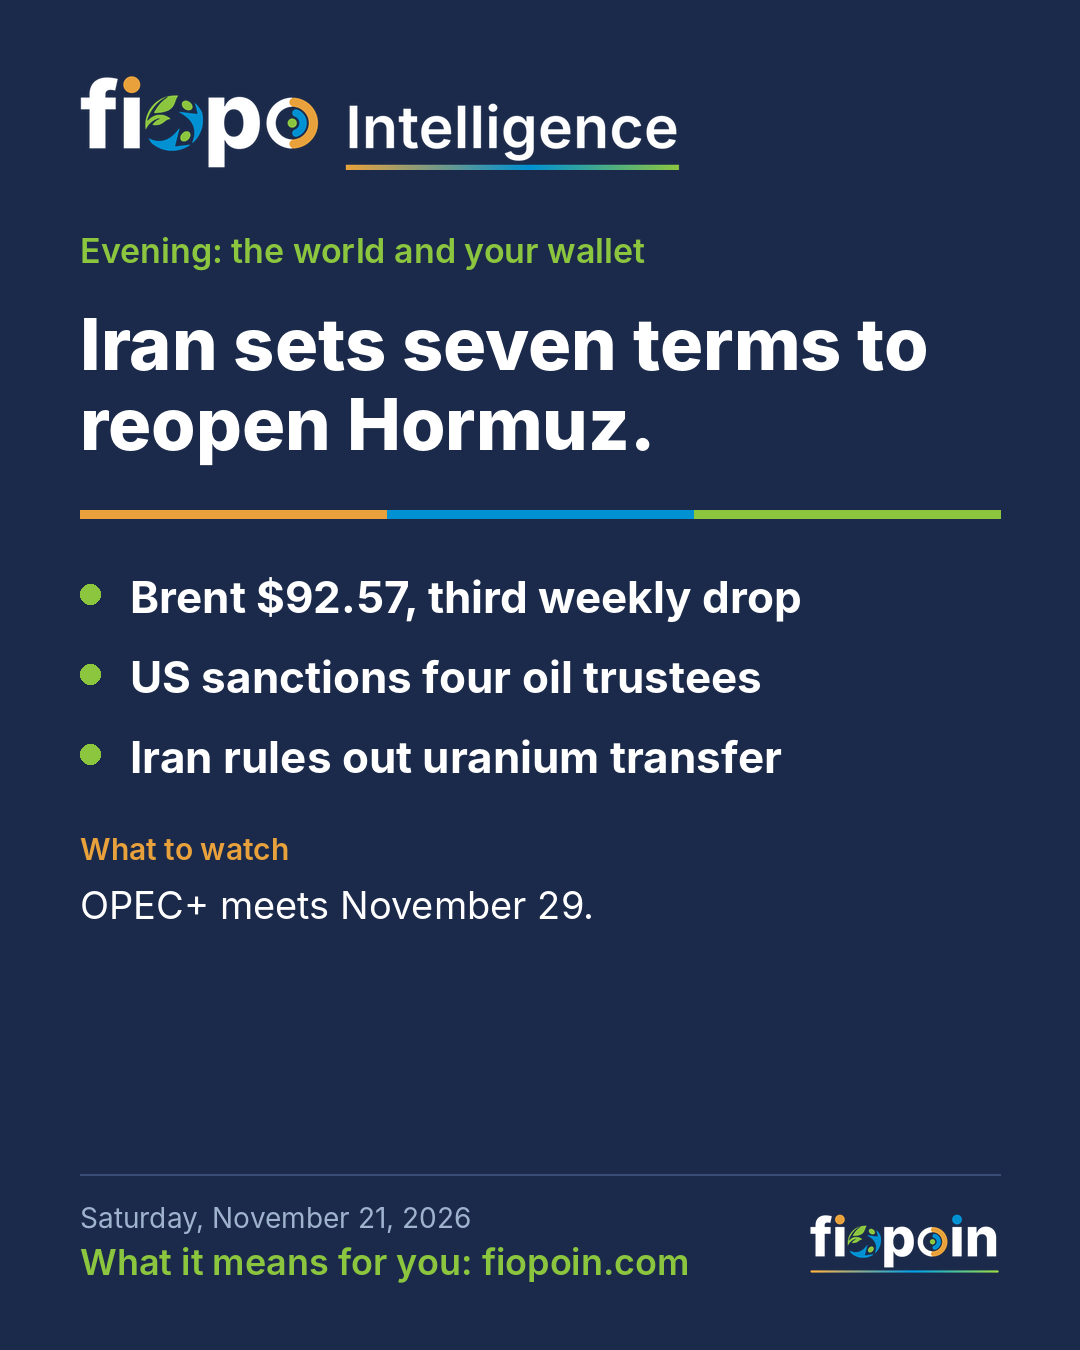 fiopo Intelligence
Evening: the world and your wallet
Iran sets seven terms to
reopen Hormuz.
Brent $92.57, third weekly drop
US sanctions four oil trustees
Iran rules out uranium transfer
What to watch
OPEC+ meets November 29.
Saturday, November 21, 2026
What it means for you: fiopoin.com
fiopoin